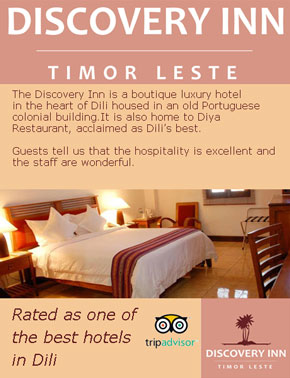 DISCOVERY INN
TIMOR LESTE
The Discovery Inn is a boutique luxury hotel
in the heart of Dili housed in an old Portuguese
colonial building.It is also home to Diya
Restaurant, acclaimed as Dili's best.
Guests tell us that the hospitality is excellent and
the staff are wonderful.
Rated as one of
the best hotels
in Dili
tripadvisor
DISCOVERY INN
TIMOR LESTE